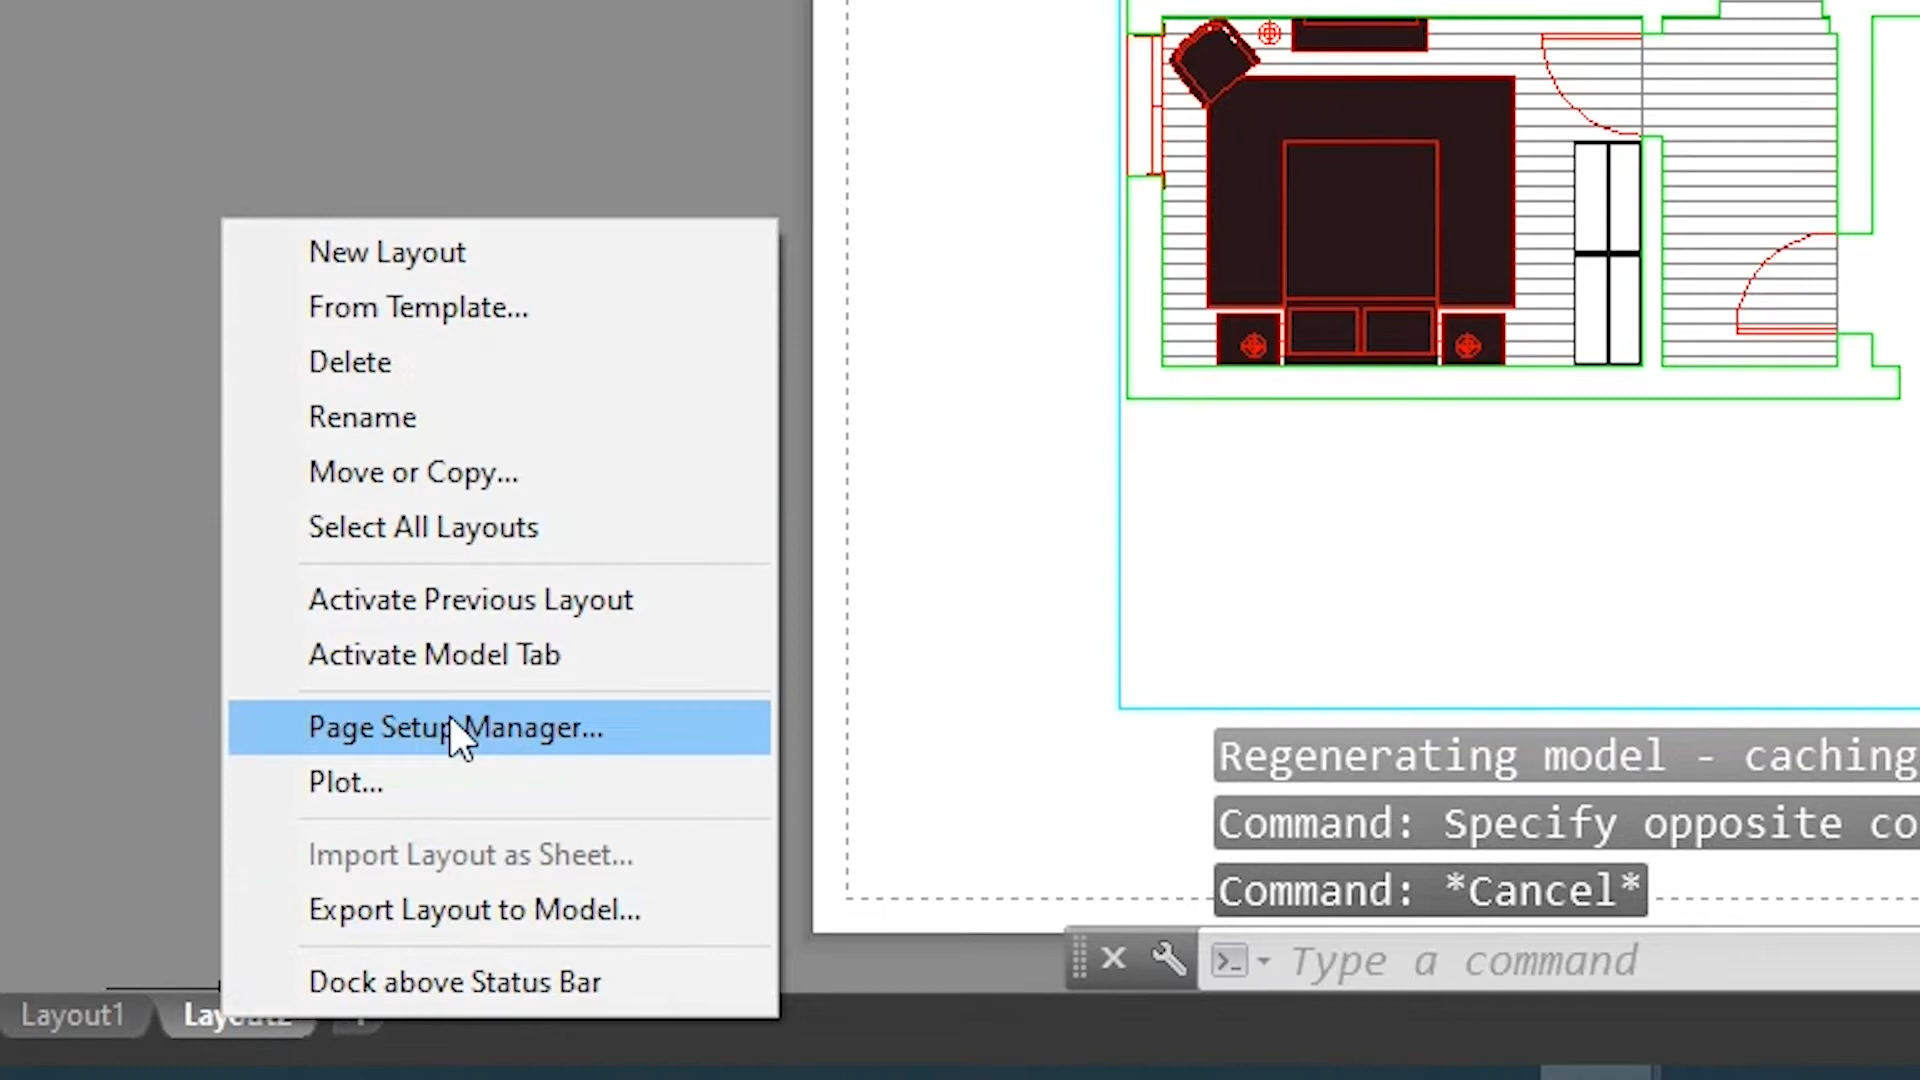 New Layout
From Template...
Delete
Rename
Move or Copy...
Select All Layouts
Activate Previous Layout
Activate Model Tab
Page Setup Manager...
Plot...
Import Layout as Sheet...
Export Layout to Model...
Dock above Status Bar
Regenerating model - caching
Command: Specify opposite co
Command: *Cancel*
Type a command
Layout1
Layout2